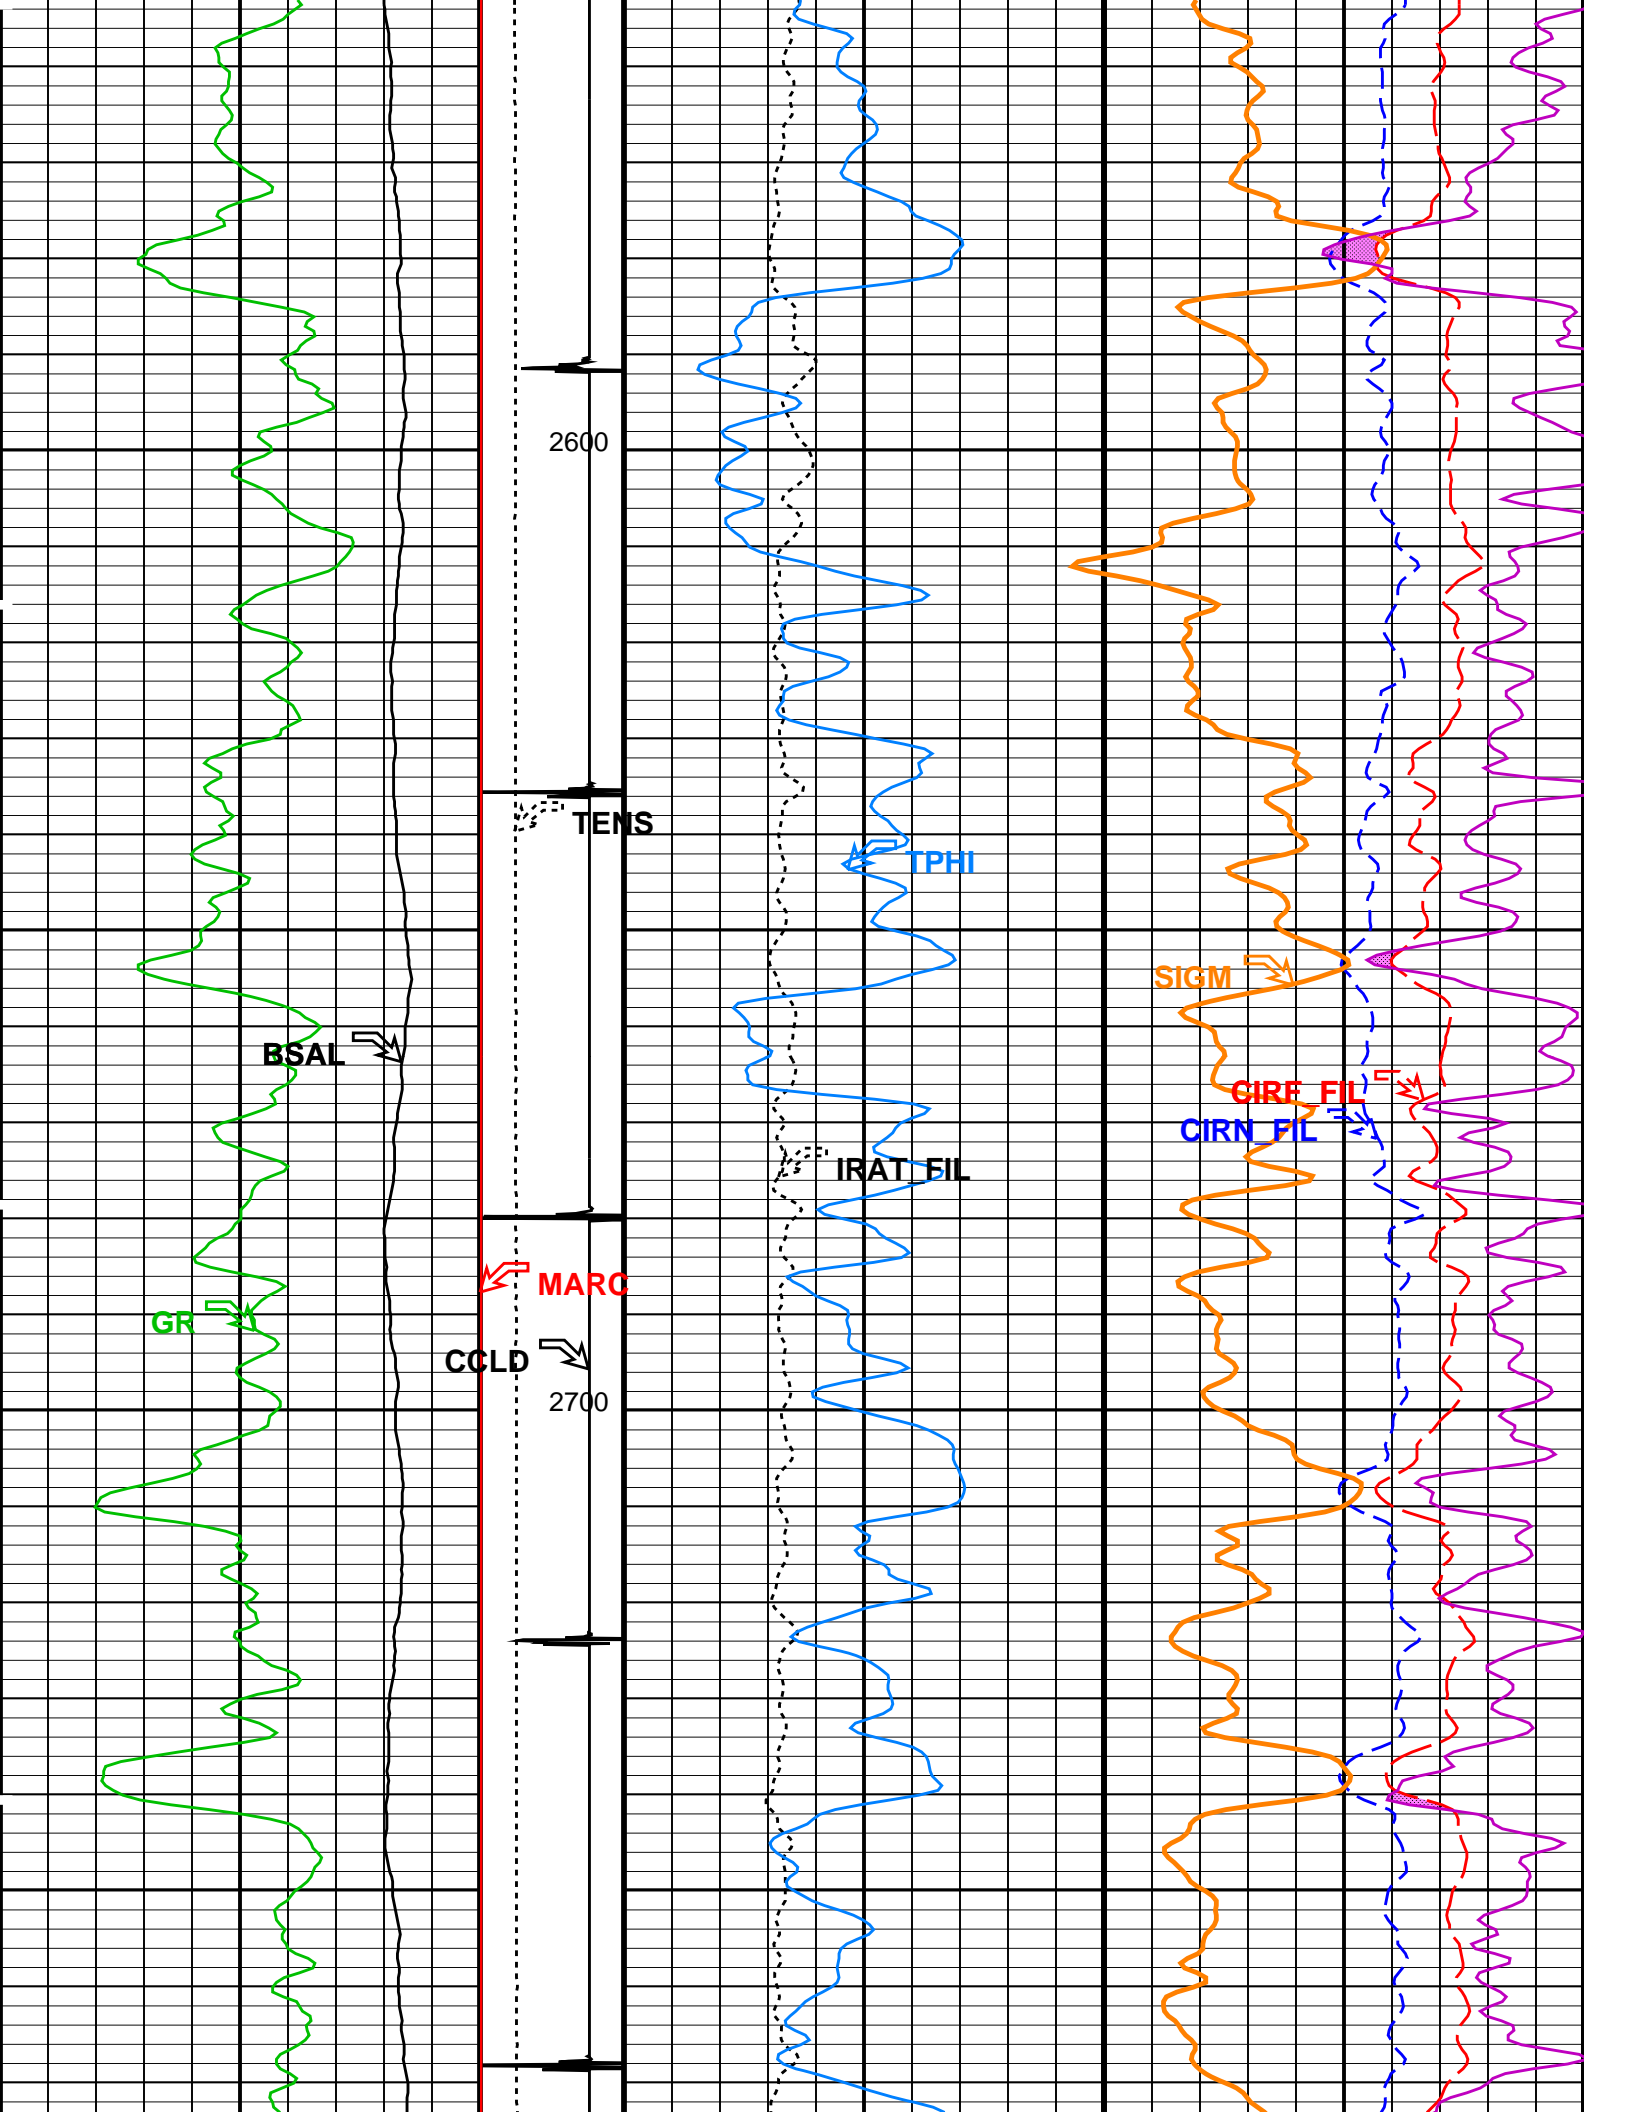 2600
TENS
TPHI
SIGM
BSAL
CIRF_FIL
CIRN_FIL
IRAT_FIL
MARC
GR
CCLD
2700